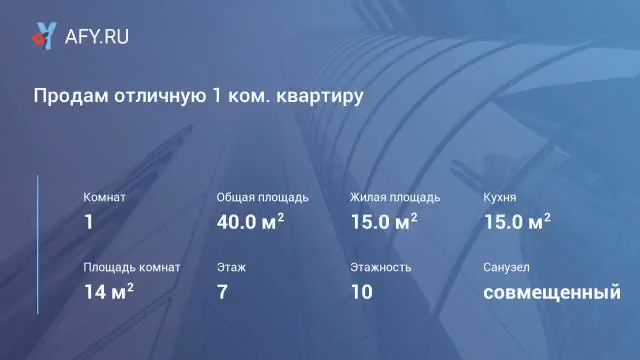 AFY.RU
Продам отличную 1 ком. квартиру
Комнат
1
Общая площадь
40.0 м²
Жилая площадь
15.0 м²
Кухня
15.0 м²
Площадь комнат
14 м²
Этаж
7
Этажность
10
Санузел
совмещенный